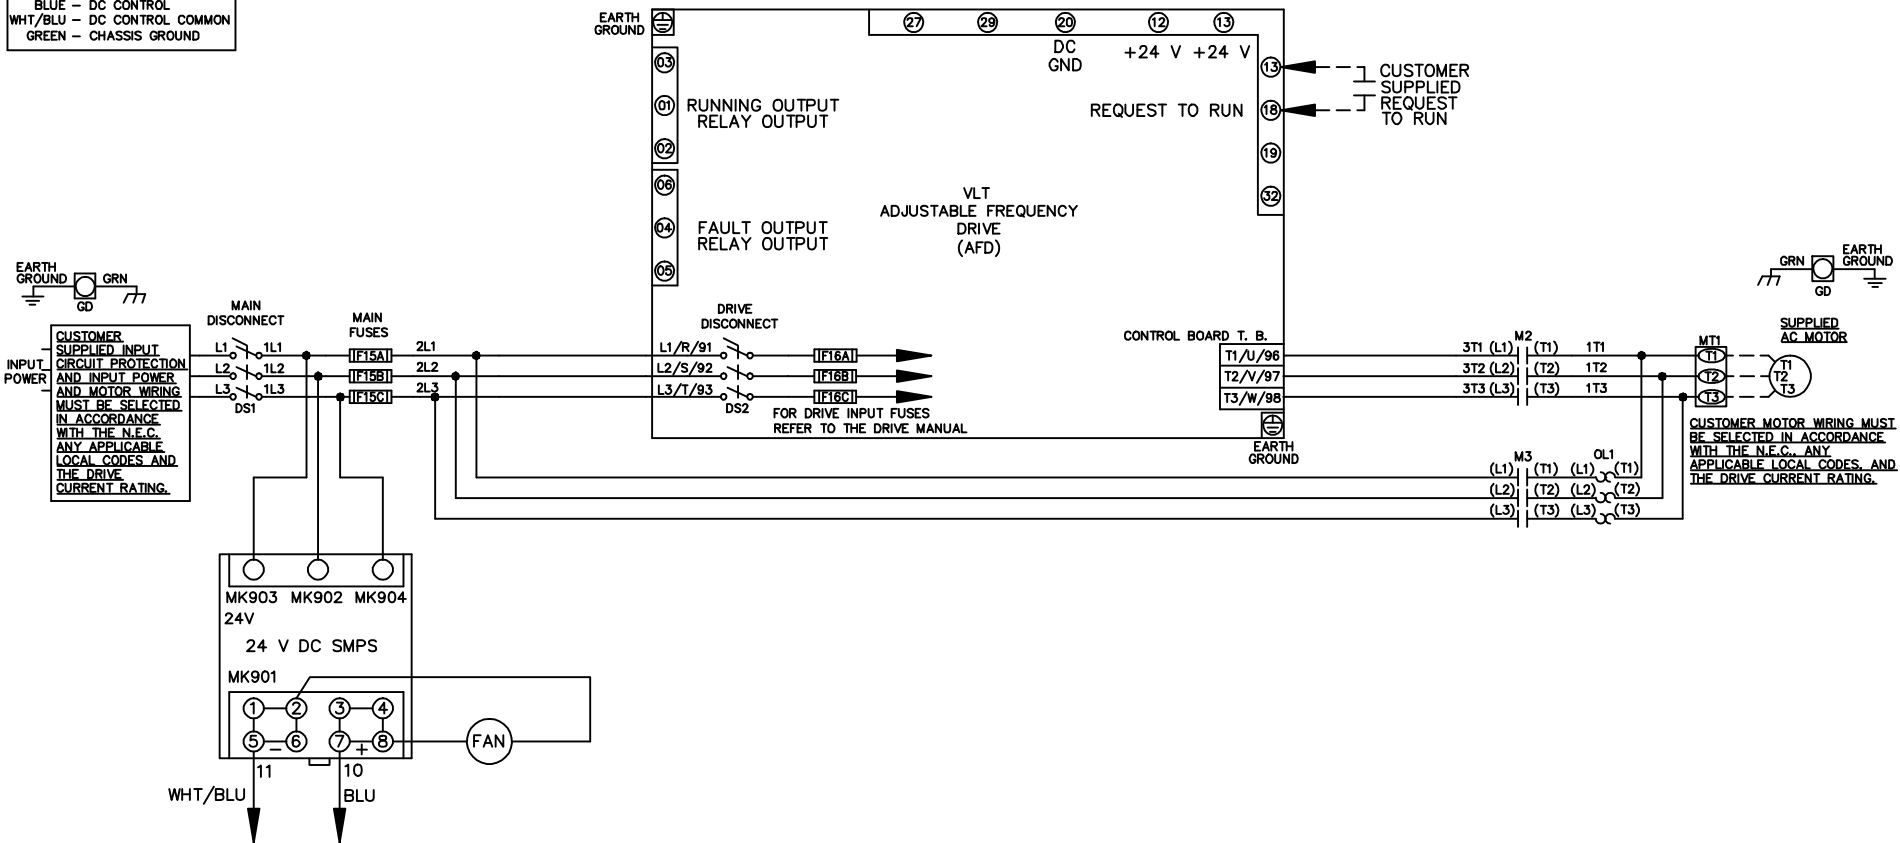 BLUE – DC CONTROL
WHT/BLU – DC CONTROL COMMON
GREEN – CHASSIS GROUND
EARTH
GROUND
27 29 20 12 13
DC
GND
+24 V +24 V
03
01
02
RUNNING OUTPUT
RELAY OUTPUT
06
04
05
FAULT OUTPUT
RELAY OUTPUT
13
REQUEST TO RUN 18
19
32
CUSTOMER
SUPPLIED
REQUEST
TO RUN
VLT
ADJUSTABLE FREQUENCY
DRIVE
(AFD)
EARTH
GROUND
GRN
GD
INPUT
POWER
CUSTOMER
SUPPLIED INPUT
CIRCUIT PROTECTION
AND INPUT POWER
AND MOTOR WIRING
MUST BE SELECTED
IN ACCORDANCE
WITH THE N.E.C.
ANY APPLICABLE
LOCAL CODES AND
THE DRIVE
CURRENT RATING.
MAIN
DISCONNECT
L1 1L1
L2 1L2
L3 1L3
DS1
MAIN
FUSES
F15A 2L1
F15B 2L2
F15C 2L3
DRIVE
DISCONNECT
L1/R/91
L2/S/92
L3/T/93
DS2
F16A
F16B
F16C
FOR DRIVE INPUT FUSES
REFER TO THE DRIVE MANUAL
CONTROL BOARD T. B.
T1/U/96
T2/V/97
T3/W/98
EARTH
GROUND
M2
3T1 (L1) (T1) 1T1
3T2 (L2) (T2) 1T2
3T3 (L3) (T3) 1T3
M3 OL1
(L1) (T1) (L1) (T1)
(L2) (T2) (L2) (T2)
(L3) (T3) (L3) (T3)
MT1
T1
T2
T3
GRN
GD
EARTH
GROUND
SUPPLIED
AC MOTOR
T1
T2
T3
CUSTOMER MOTOR WIRING MUST
BE SELECTED IN ACCORDANCE
WITH THE N.E.C., ANY
APPLICABLE LOCAL CODES, AND
THE DRIVE CURRENT RATING.
MK903 MK902 MK904
24V
24 V DC SMPS
MK901
1 2 3 4
5 – 6 7 + 8
FAN
11 10
WHT/BLU BLU